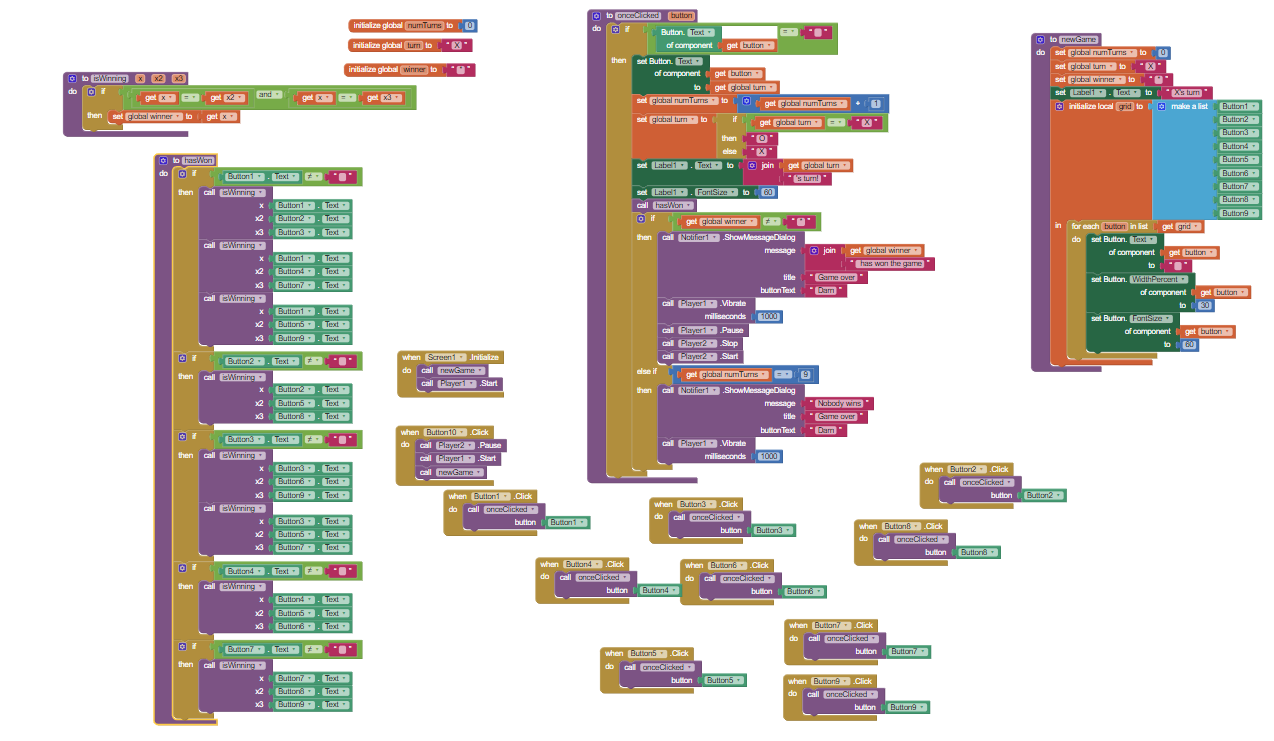 initialize global numTurns to 0
initialize global turn to " X "
initialize global winner to " * "
to isWinning x x2 x3
do if get x = get x2 and get x = get x3
then set global winner to get x
to hasWon
do if Button1 . Text ≠ " "
then call isWinning
x Button1 . Text
x2 Button2 . Text
x3 Button3 . Text
call isWinning
x Button1 . Text
x2 Button4 . Text
x3 Button7 . Text
call isWinning
x Button1 . Text
x2 Button5 . Text
x3 Button9 . Text
if Button2 . Text ≠ " "
then call isWinning
x Button2 . Text
x2 Button5 . Text
x3 Button8 . Text
if Button3 . Text ≠ " "
then call isWinning
x Button3 . Text
x2 Button6 . Text
x3 Button9 . Text
call isWinning
x Button3 . Text
x2 Button5 . Text
x3 Button7 . Text
if Button4 . Text ≠ " "
then call isWinning
x Button4 . Text
x2 Button5 . Text
x3 Button6 . Text
if Button7 . Text ≠ " "
then call isWinning
x Button7 . Text
x2 Button8 . Text
x3 Button9 . Text
when Screen1 .Initialize
do call newGame
call Player1 .Start
when Button10 .Click
do call Player2 .Pause
call Player1 .Start
call newGame
when Button1 .Click
do call onceClicked
button Button1
to onceClicked button
do if Button. Text = " "
of component get button
then set Button. Text
of component get button
to get global turn
set global numTurns to get global numTurns + 1
set global turn to if get global turn = " X "
then " O "
else " X "
set Label1 . Text to join get global turn
" 's turn! "
set Label1 . FontSize to 60
call hasWon
if get global winner ≠ " * "
then call Notifier1 .ShowMessageDialog
message join get global winner
" has won the game "
title " Game over "
buttonText " Darn "
call Player1 .Vibrate
milliseconds 1000
call Player1 .Pause
call Player2 .Stop
call Player2 .Start
else if get global numTurns = 9
then call Notifier1 .ShowMessageDialog
message " Nobody wins "
title " Game over "
buttonText " Darn "
call Player1 .Vibrate
milliseconds 1000
when Button3 .Click
do call onceClicked
button Button3
when Button4 .Click
do call onceClicked
button Button4
when Button6 .Click
do call onceClicked
button Button6
when Button5 .Click
do call onceClicked
button Button5
when Button2 .Click
do call onceClicked
button Button2
when Button8 .Click
do call onceClicked
button Button8
when Button7 .Click
do call onceClicked
button Button7
when Button9 .Click
do call onceClicked
button Button9
to newGame
do set global numTurns to 0
set global turn to " X "
set global winner to " * "
set Label1 . Text to " X's turn "
initialize local grid to make a list Button1
Button2
Button3
Button4
Button5
Button6
Button7
Button8
Button9
in for each button in list get grid
do set Button. Text
of component get button
to " "
set Button. WidthPercent
of component get button
to 30
set Button. FontSize
of component get button
to 60